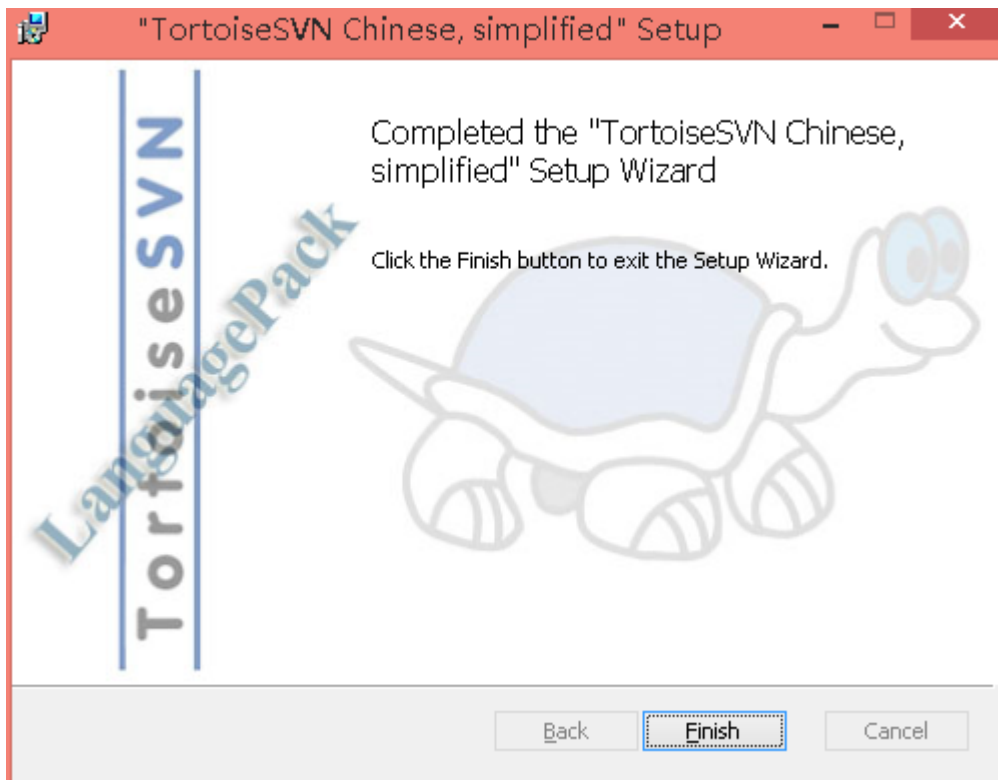 "TortoiseSVN Chinese, simplified" Setup
TortoiseSVN
LanguagePack
Completed the "TortoiseSVN Chinese,
simplified" Setup Wizard
Click the Finish button to exit the Setup Wizard.
Back
Finish
Cancel